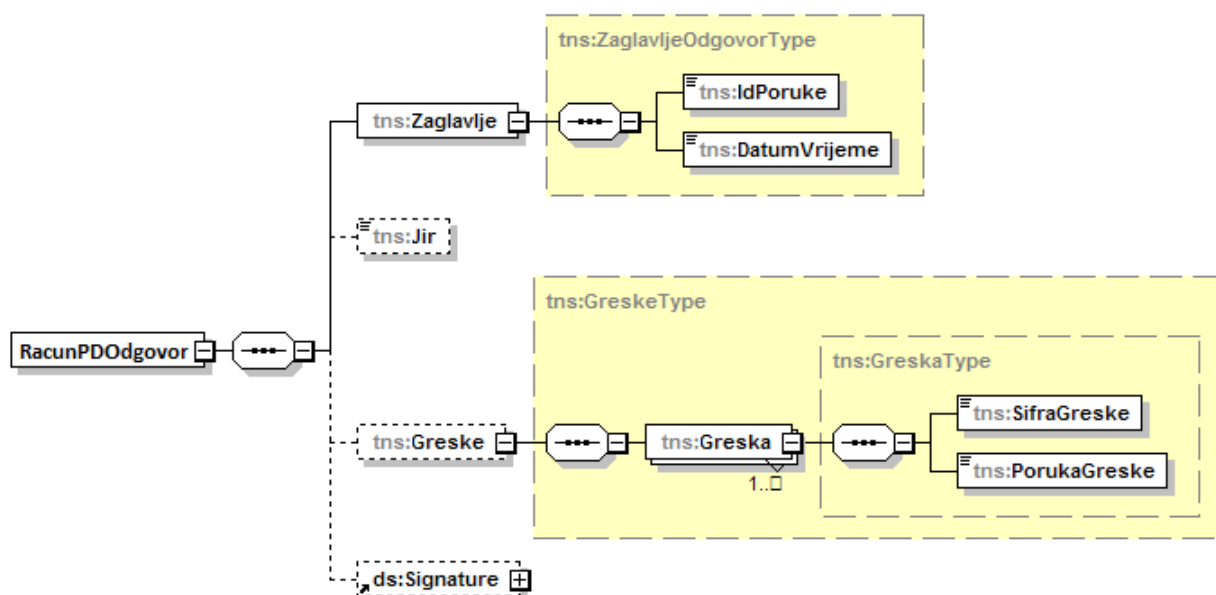 tns:ZaglavljeOdgovorType
tns:IdPoruke
tns:Zaglavlje
tns:DatumVrijeme
tns:Jir
tns:GreskeType
RacunPDOdgovor
tns:GreskaType
tns:SifraGreske
tns:Greske
tns:Greska
tns:PorukaGreske
1..□
ds:Signature